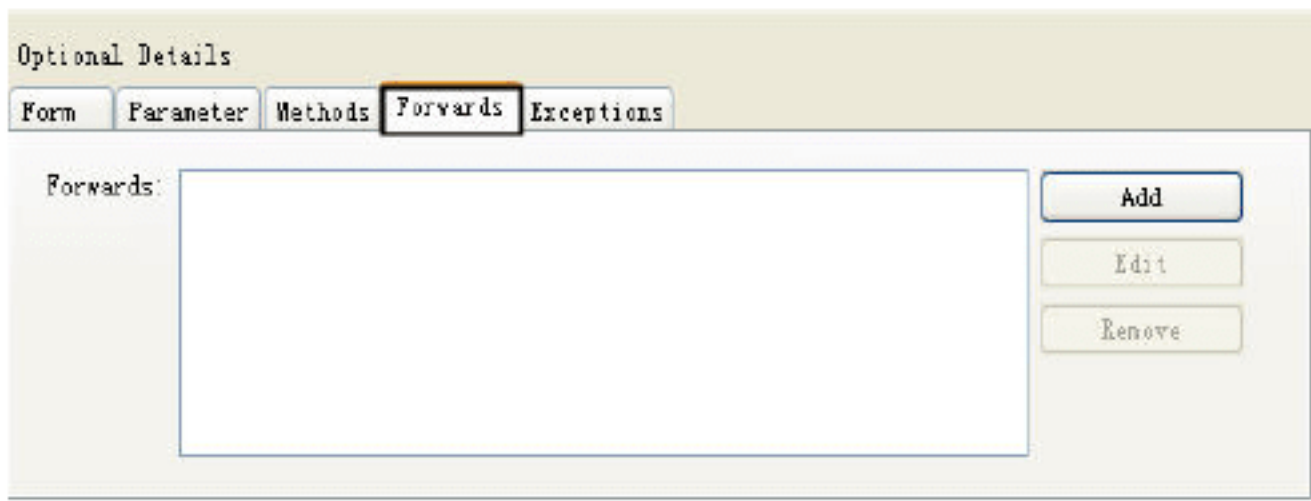 Optional Details
Form Parameter Methods Forwards Exceptions
Forwards: Add
Edit
Remove